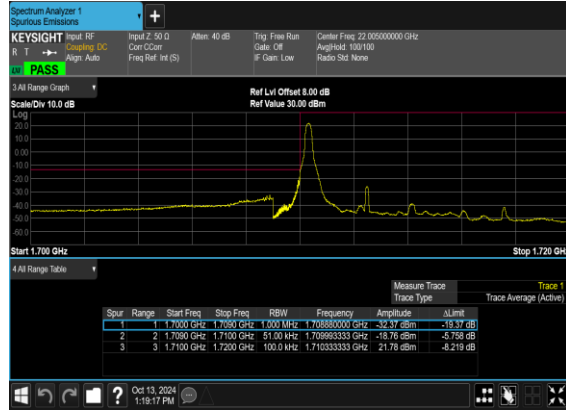 Spectrum Analyzer 1
Spurious Emissions
+
KEYSIGHT Input: RF Input Z: 50 Ω Atten: 40 dB Trig: Free Run Center Freq: 22.005000000 GHz
R T Coupling: DC Corr CCorr Gate: Off Avg|Hold: 100/100
Align: Auto Freq Ref: Int (S) IF Gain: Low Radio Std: None
PASS
3 All Range Graph
Ref Lvl Offset 8.00 dB
Scale/Div 10.0 dB Ref Value 30.00 dBm
Log
20.0
10.0
0.00
-10.0
-20.0
-30.0
-40.0
-50.0
-60.0
Start 1.700 GHz Stop 1.720 GHz
4 All Range Table
Measure Trace Trace 1
Trace Type Trace Average (Active)
Spur Range Start Freq Stop Freq RBW Frequency Amplitude ΔLimit
1 1 1.7000 GHz 1.7090 GHz 1.000 MHz 1.708880000 GHz -32.37 dBm -19.37 dB
2 2 1.7090 GHz 1.7100 GHz 51.00 kHz 1.709993333 GHz -18.76 dBm -5.758 dB
3 3 1.7100 GHz 1.7200 GHz 100.0 kHz 1.710333333 GHz 21.78 dBm -8.219 dB
? Oct 13, 2024
1:19:17 PM